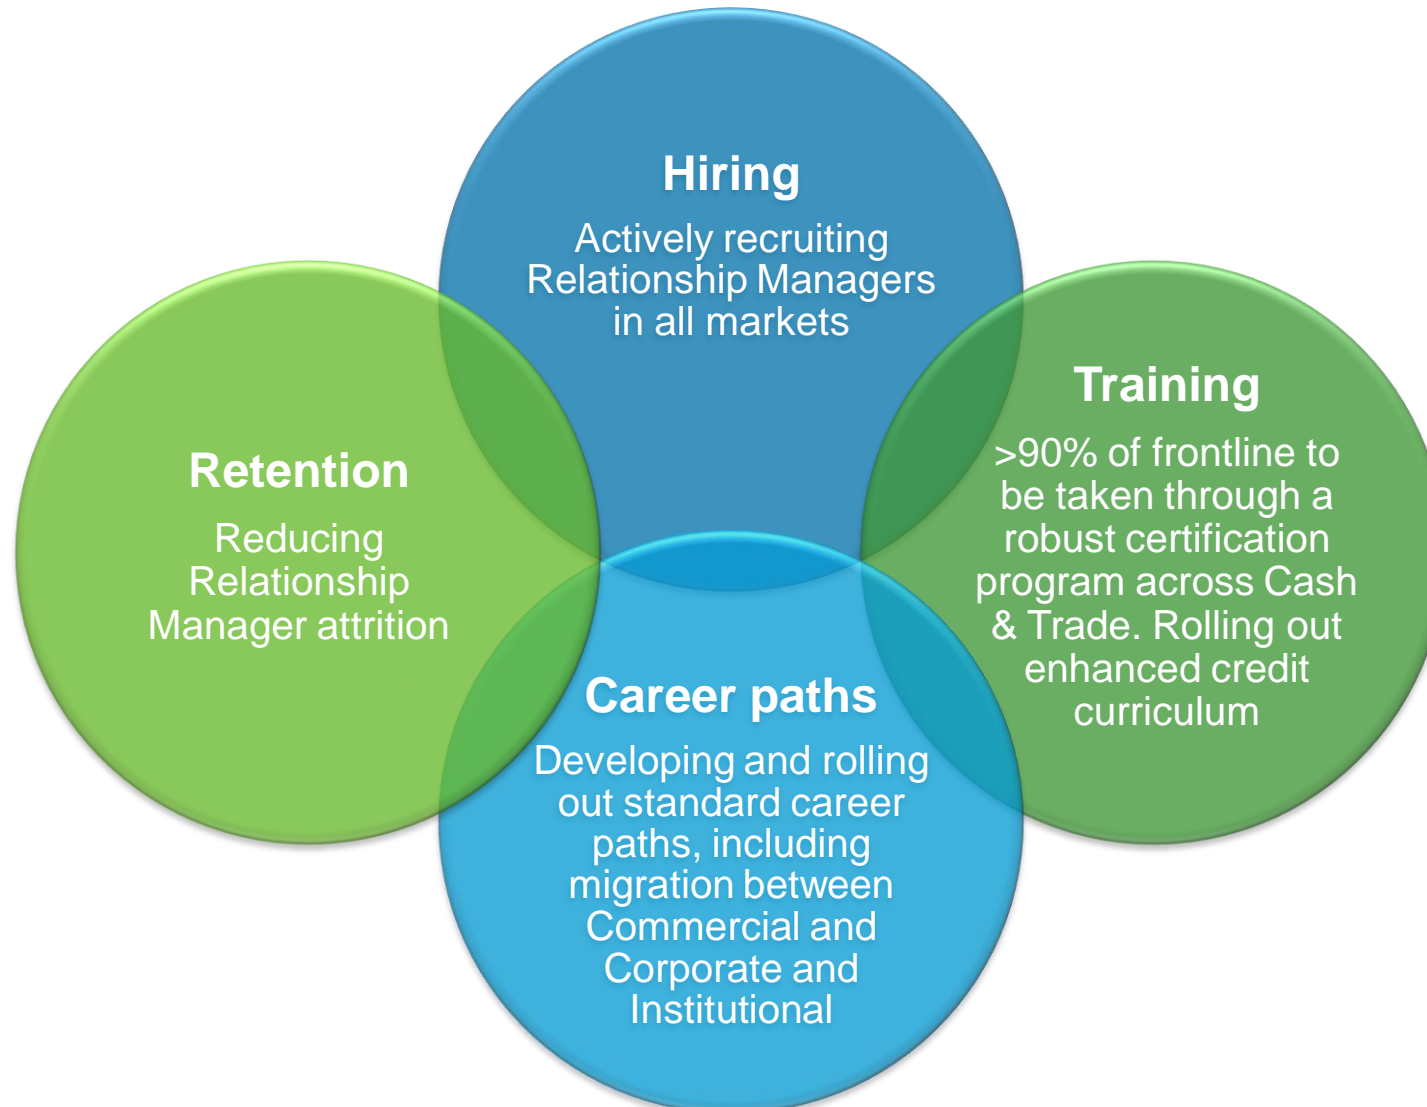 Hiring
Actively recruiting
Relationship Managers
in all markets
Training
>90% of frontline to
be taken through a
robust certification
program across Cash
& Trade. Rolling out
enhanced credit
curriculum
Retention
Reducing
Relationship
Manager attrition
Career paths
Developing and rolling
out standard career
paths, including
migration between
Commercial and
Corporate and
Institutional